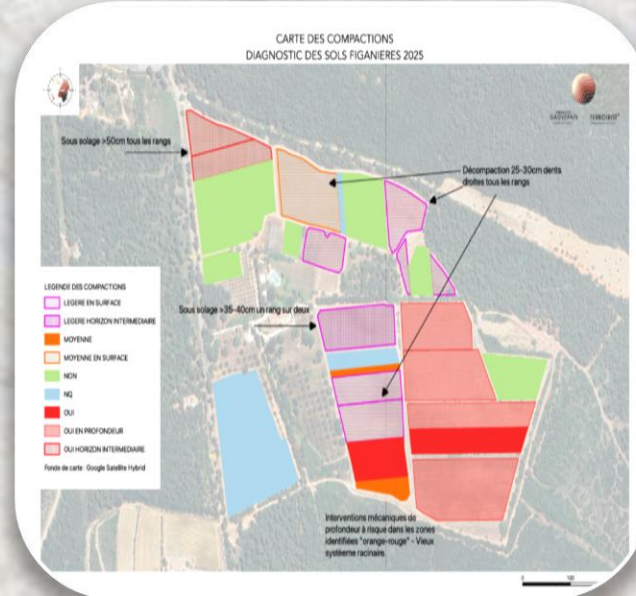 CARTE DES COMPACTIONS
DIAGNOSTIC DES SOLS FIGANIERES 2025
TERROIRIST
Sous solage >50cm tous les rangs
Décompaction 25-30cm dents
droites tous les rangs
LEGENDE DES COMPACTIONS
LEGERE EN SURFACE
LEGERE HORIZON INTERMEDIAIRE
MOYENNE
MOYENNE EN SURFACE
NON
NQ
OUI
OUI EN PROFONDEUR
OUI HORIZON INTERMEDIAIRE
Fonds de carte : Google Satellite Hybrid
Sous solage >35-40cm un rang sur deux
Interventions mécaniques de
profondeur à risque dans les zones
identifiées "orange-rouge" - Vieux
système racinaire.
0
100